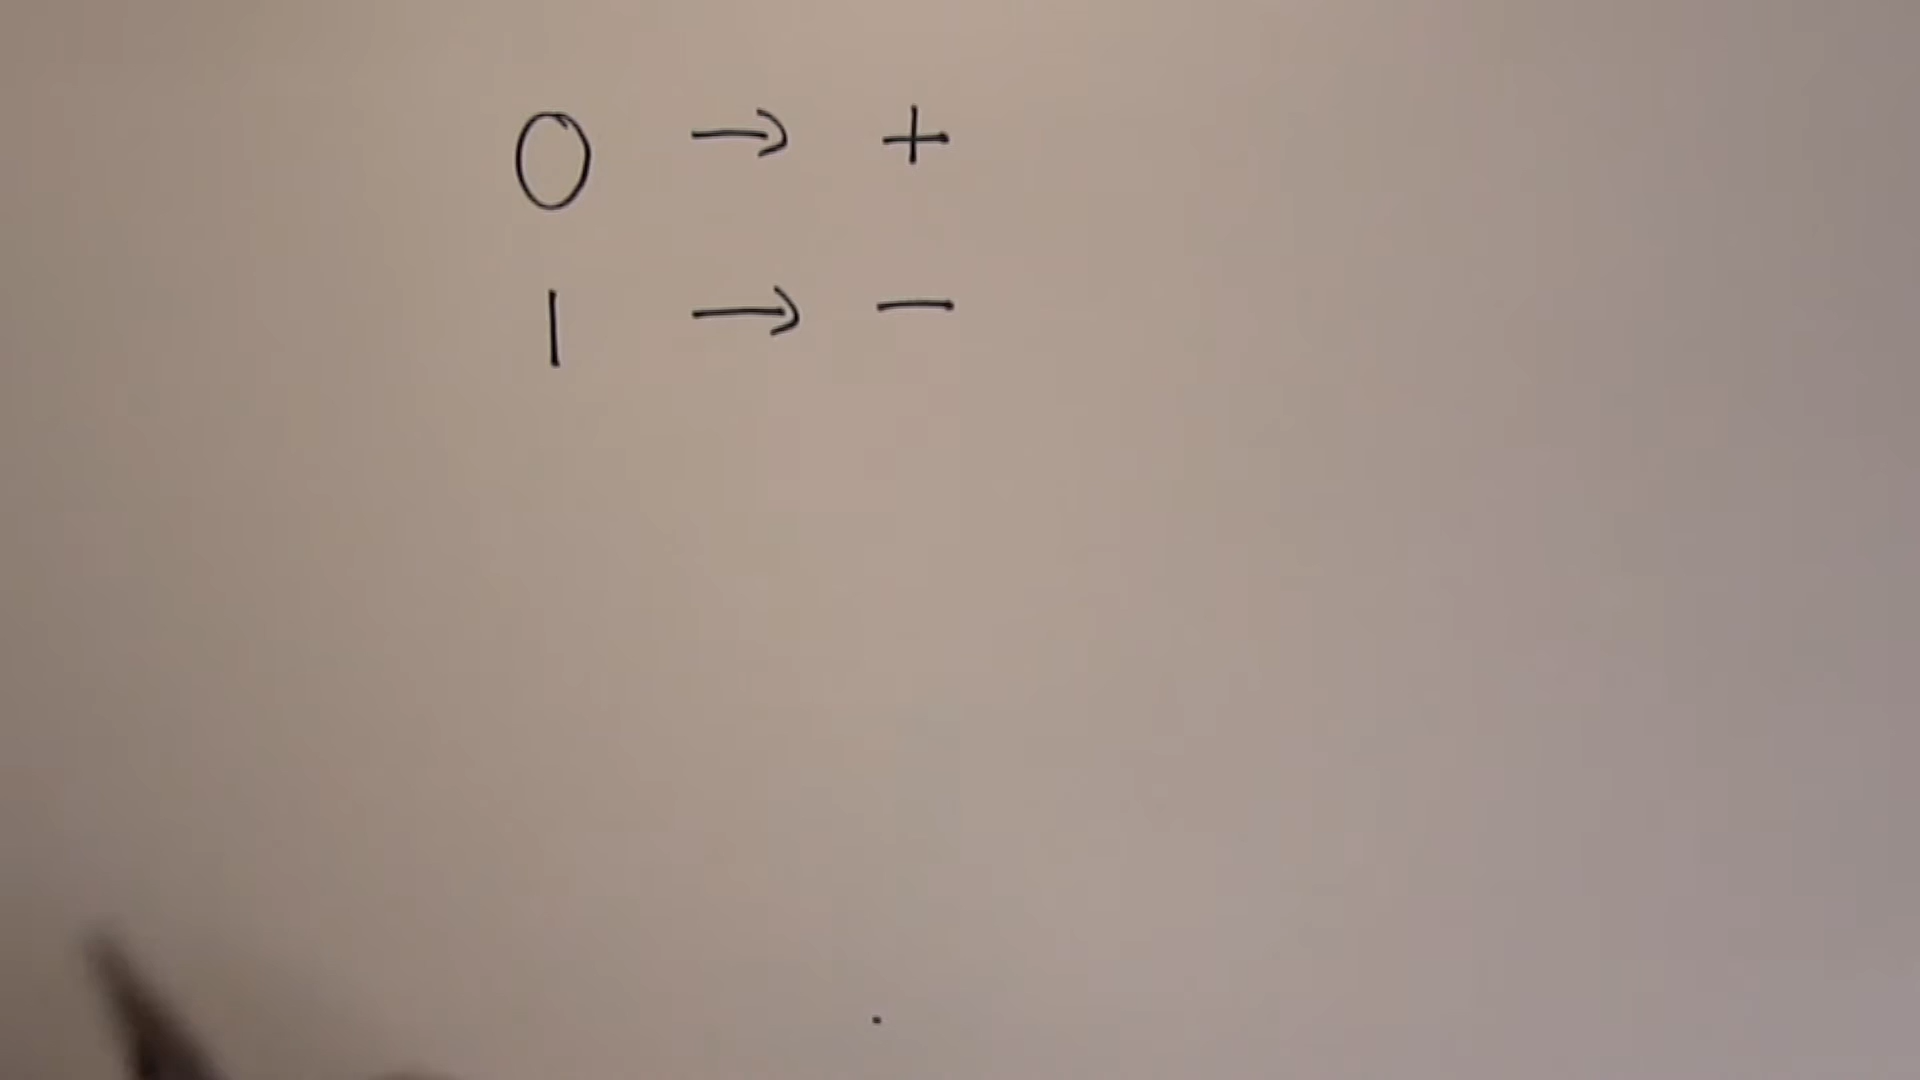 0 → +
1 → −